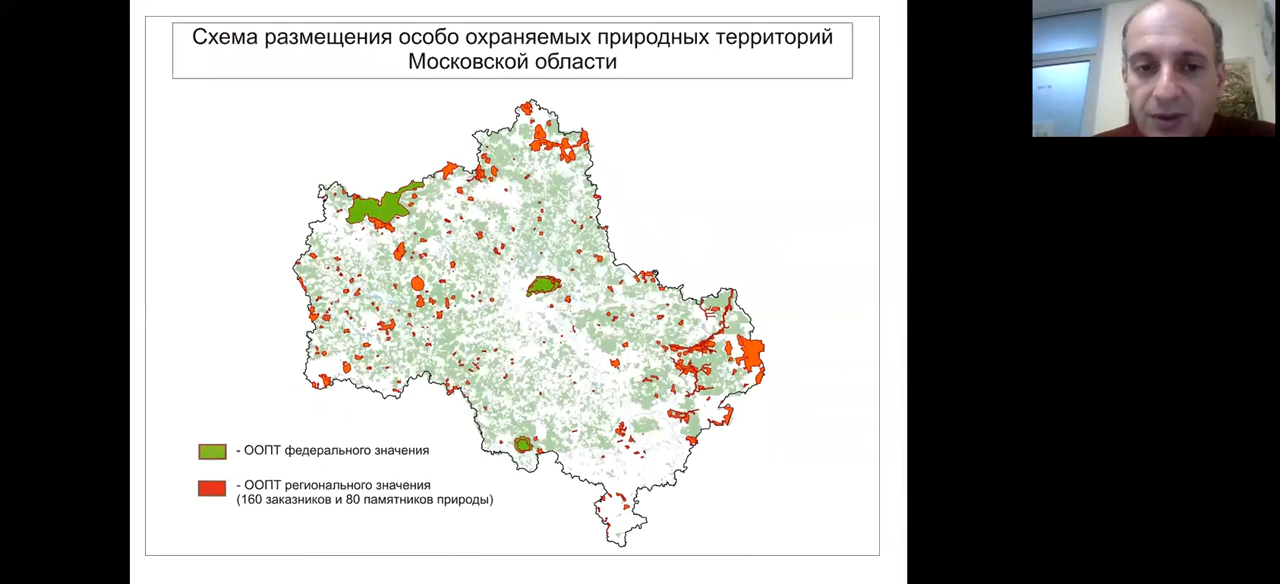 Схема размещения особо охраняемых природных территорий
Московской области
- ООПТ федерального значения
- ООПТ регионального значения
(160 заказников и 80 памятников природы)